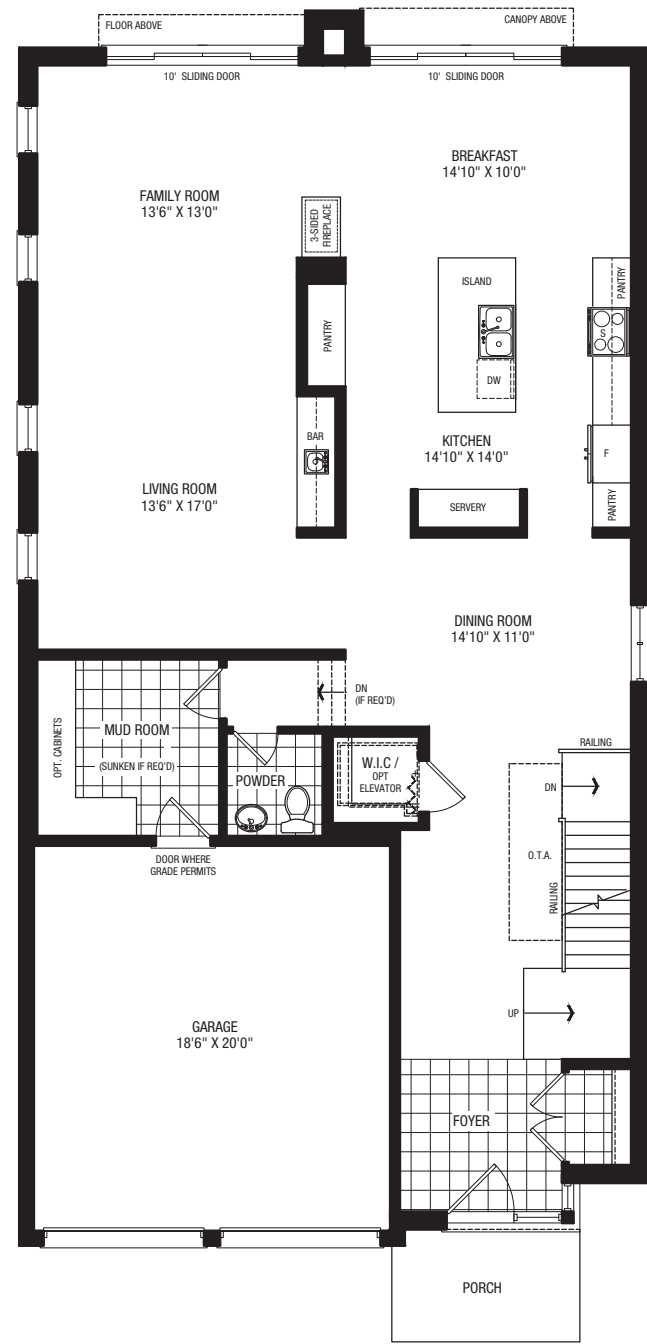 FLOOR ABOVE
CANOPY ABOVE
10' SLIDING DOOR
10' SLIDING DOOR
BREAKFAST
14'10" X 10'0"
FAMILY ROOM
13'6" X 13'0"
3-SIDED
FIREPLACE
ISLAND
PANTRY
S
PANTRY
DW
BAR
KITCHEN
14'10" X 14'0"
F
LIVING ROOM
13'6" X 17'0"
SERVERY
PANTRY
DINING ROOM
14'10" X 11'0"
DN
(IF REQ'D)
OPT. CABINETS
MUD ROOM
(SUNKEN IF REQ'D)
POWDER
W.I.C /
OPT
ELEVATOR
RAILING
DN
O.T.A.
RAILING
DOOR WHERE
GRADE PERMITS
UP
GARAGE
18'6" X 20'0"
FOYER
PORCH